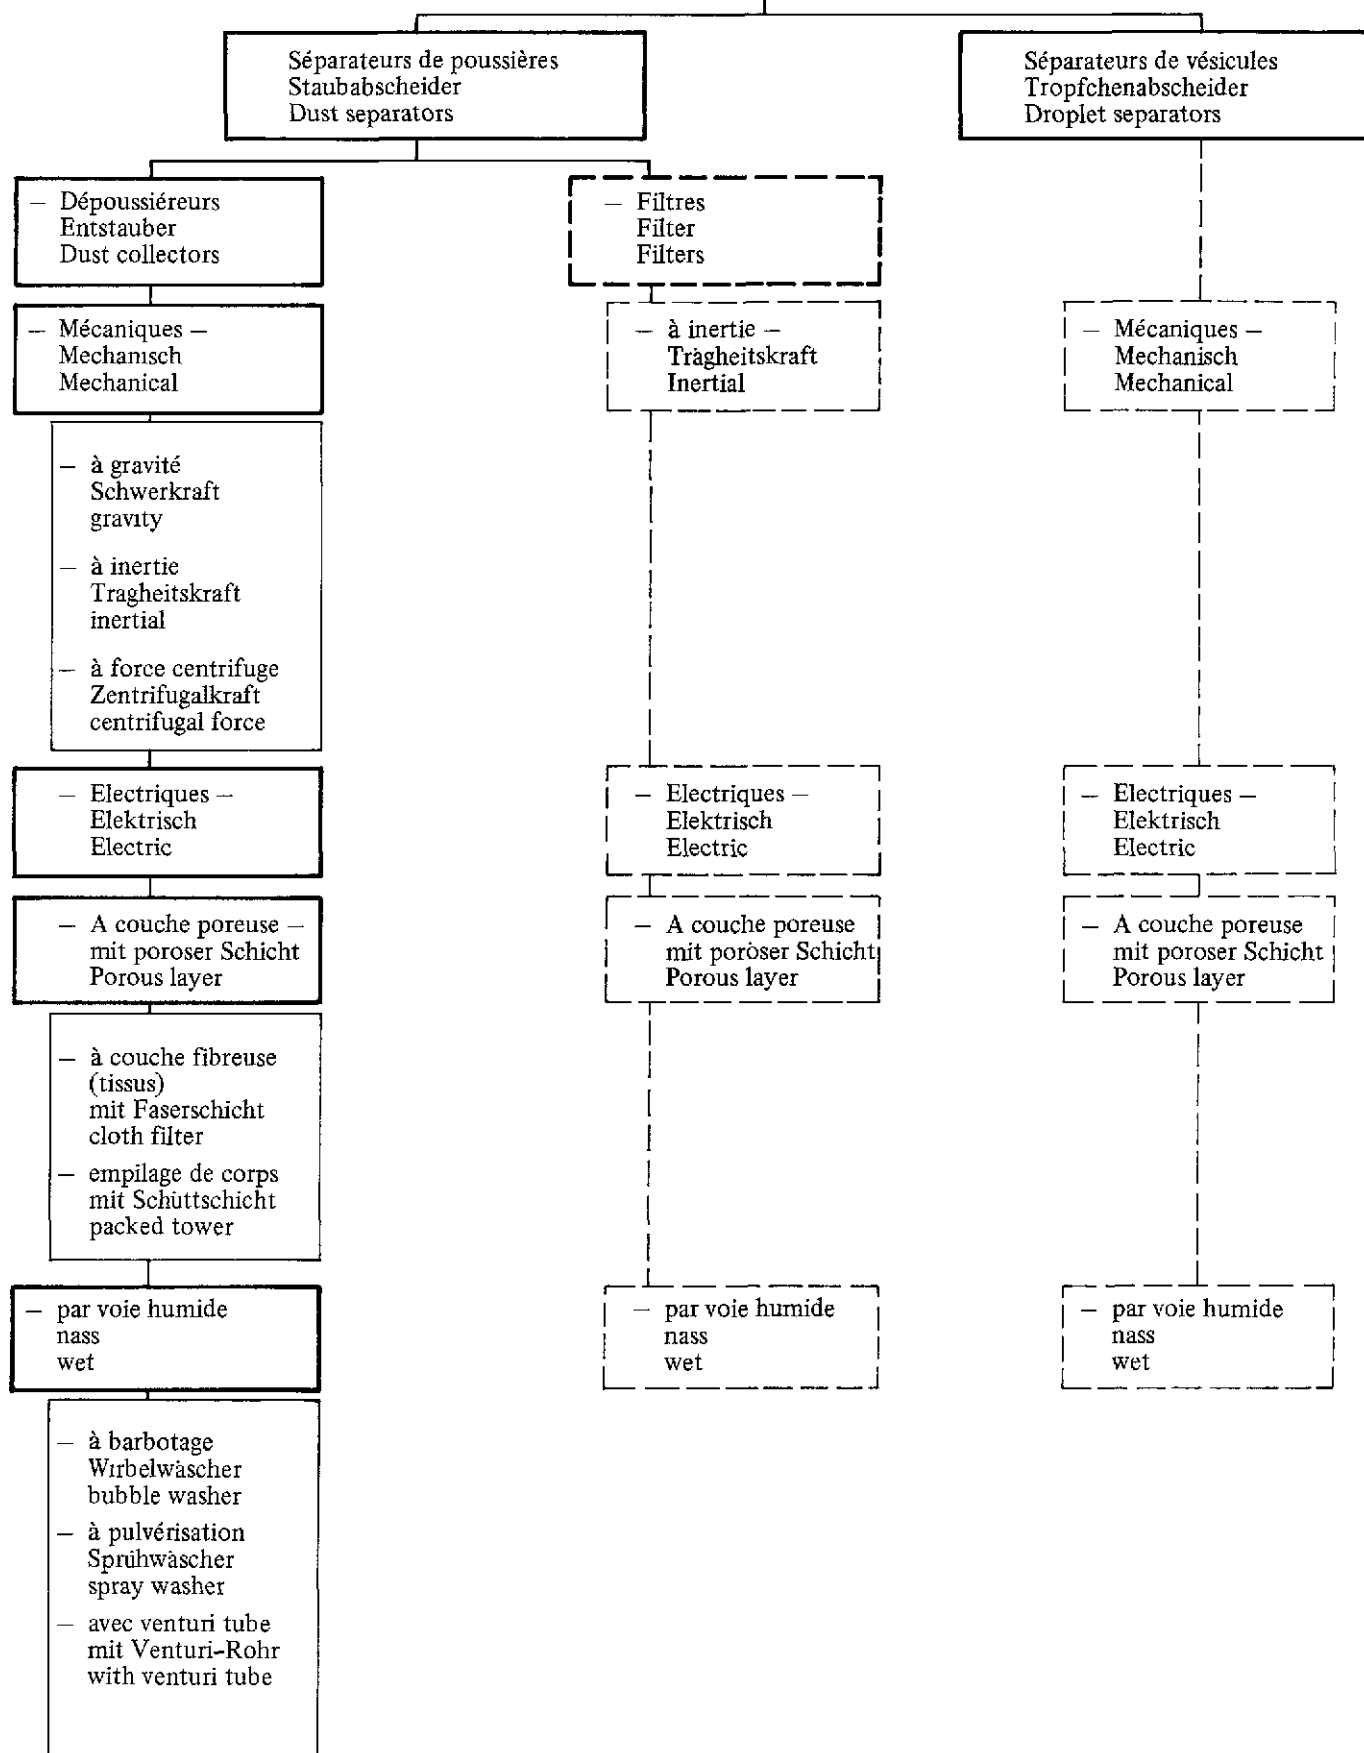 Séparateurs de poussières
Staubabscheider
Dust separators
Séparateurs de vésicules
Tropfchenabscheider
Droplet separators
— Dépoussiéreurs
Entstauber
Dust collectors
— Filtres
Filter
Filters
— Mécaniques —
Mechanisch
Mechanical
— à inertie —
Trägheitskraft
Inertial
— Mécaniques —
Mechanisch
Mechanical
— à gravité
Schwerkraft
gravity
— à inertie
Tragheitskraft
inertial
— à force centrifuge
Zentrifugalkraft
centrifugal force
— Electriques —
Elektrisch
Electric
— Electriques —
Elektrisch
Electric
— Electriques —
Elektrisch
Electric
— A couche poreuse —
mit poroser Schicht
Porous layer
— A couche poreuse
mit poröser Schicht
Porous layer
— A couche poreuse
mit poroser Schicht
Porous layer
— à couche fibreuse
(tissus)
mit Faserschicht
cloth filter
— empilage de corps
mit Schüttschicht
packed tower
— par voie humide
nass
wet
— par voie humide
nass
wet
— par voie humide
nass
wet
— à barbotage
Wirbelwäscher
bubble washer
— à pulvérisation
Sprühwäscher
spray washer
— avec venturi tube
mit Venturi-Rohr
with venturi tube